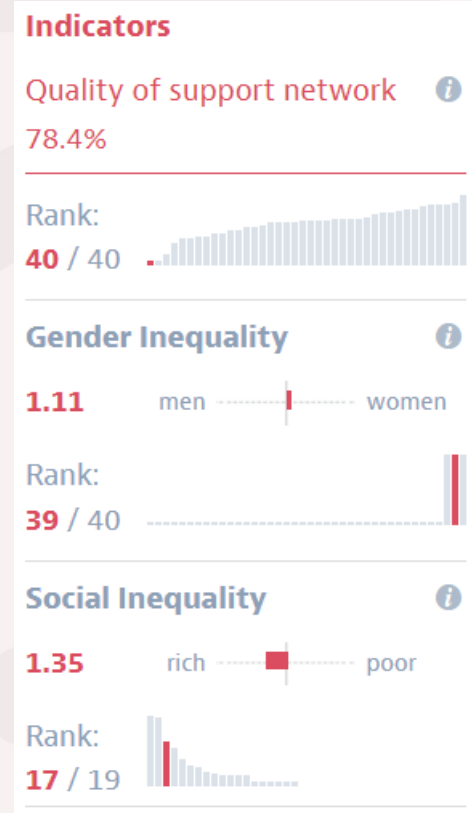 Indicators
Quality of support network i
78.4%
Rank:
40 / 40
Gender Inequality i
1.11 men women
Rank:
39 / 40
Social Inequality i
1.35 rich poor
Rank:
17 / 19